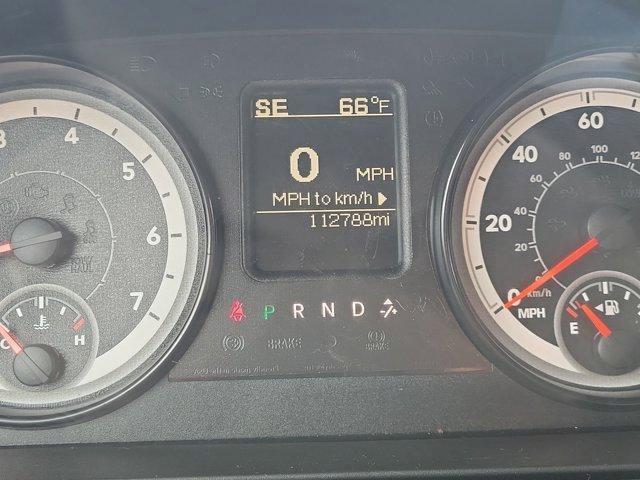 SE 66°F
0 MPH
MPH to km/h
112788mi
P R N D
BRAKE
BRAKE
3 4 5 6 7
C H
0 20 40 60
20 40 60 80 100
km/h
MPH
E